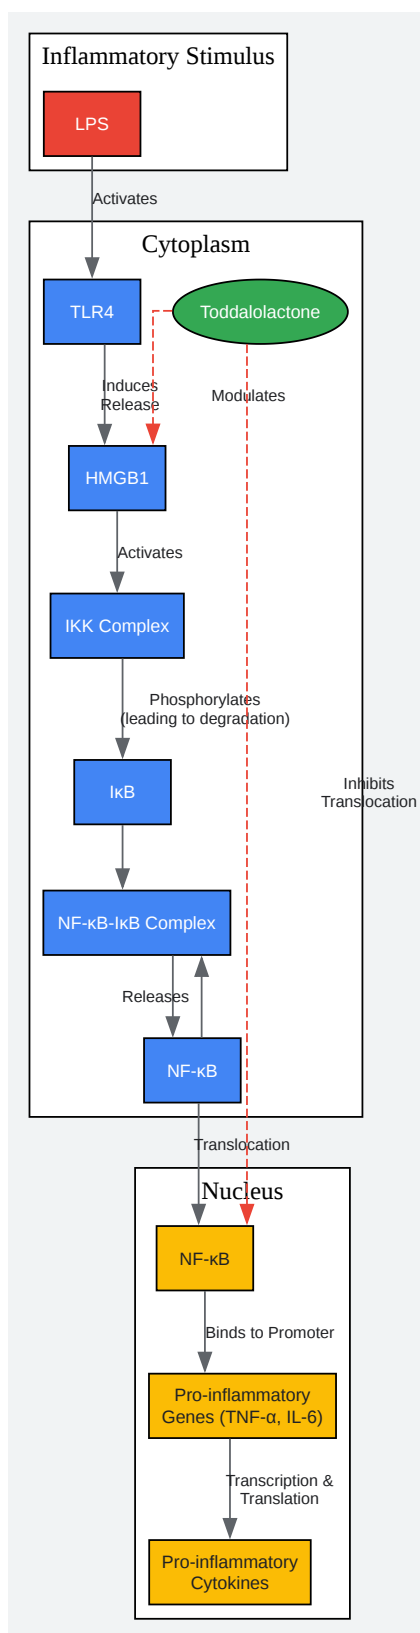 Inflammatory Stimulus
LPS
Activates
Cytoplasm
TLR4
Toddalolactone
Induces
Release
Modulates
HMGB1
Activates
IKK Complex
Phosphorylates
(leading to degradation)
Inhibits
Translocation
IκB
NF-κB-IκB Complex
Releases
NF-κB
Translocation
Nucleus
NF-κB
Binds to Promoter
Pro-inflammatory
Genes (TNF-α, IL-6)
Transcription &
Translation
Pro-inflammatory
Cytokines